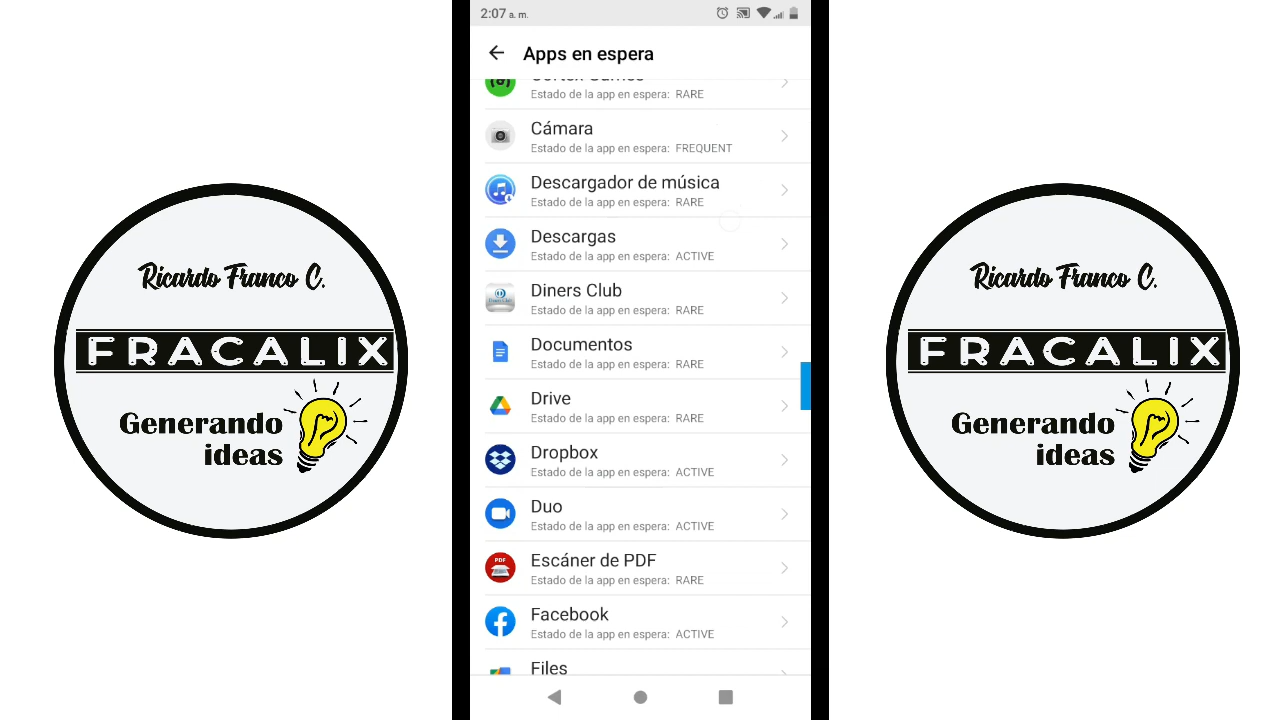 Ricardo Franco C.
FRACALIX
Generando
ideas
2:07 a. m.
Apps en espera
Estado de la app en espera: RARE
Cámara
Estado de la app en espera: FREQUENT
Descargador de música
Estado de la app en espera: RARE
Descargas
Estado de la app en espera: ACTIVE
Diners Club
Estado de la app en espera: RARE
Documentos
Estado de la app en espera: RARE
Drive
Estado de la app en espera: RARE
Dropbox
Estado de la app en espera: ACTIVE
Duo
Estado de la app en espera: ACTIVE
PDF
Escáner de PDF
Estado de la app en espera: RARE
Facebook
Estado de la app en espera: ACTIVE
Files
Ricardo Franco C.
FRACALIX
Generando
ideas